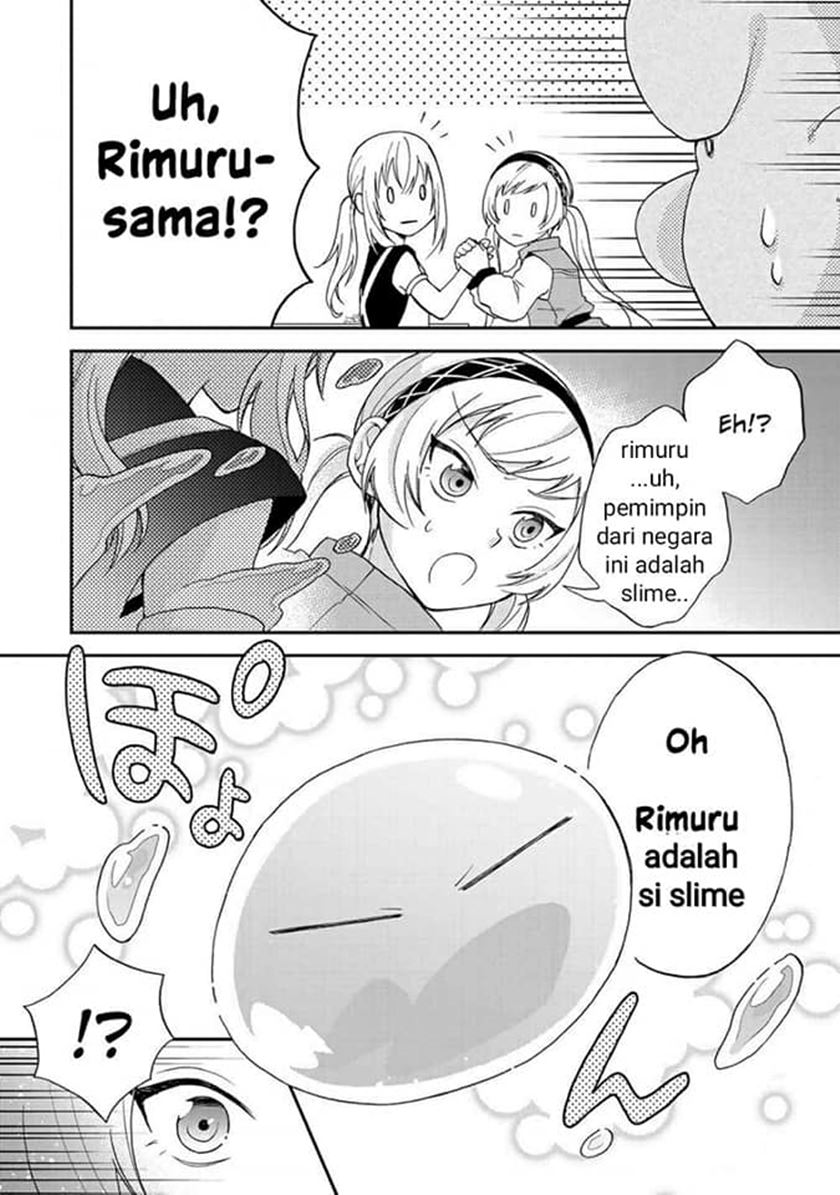 Uh,
Rimuru-
sama!?
Eh!?
rimuru
...uh,
pemimpin
dari negara
ini adalah
slime..
ぽよん
Oh
Rimuru
adalah
si slime
!?